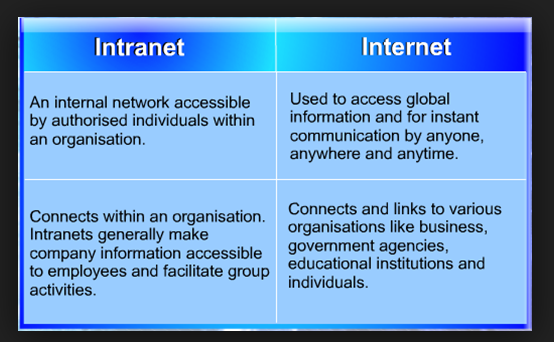 Intranet
Internet
An internal network accessible
by authorised individuals within
an organisation.
Used to access global
information and for instant
communication by anyone,
anywhere and anytime.
Connects within an organisation.
Intranets generally make
company information accessible
to employees and facilitate group
activities.
Connects and links to various
organisations like business,
government agencies,
educational institutions and
individuals.